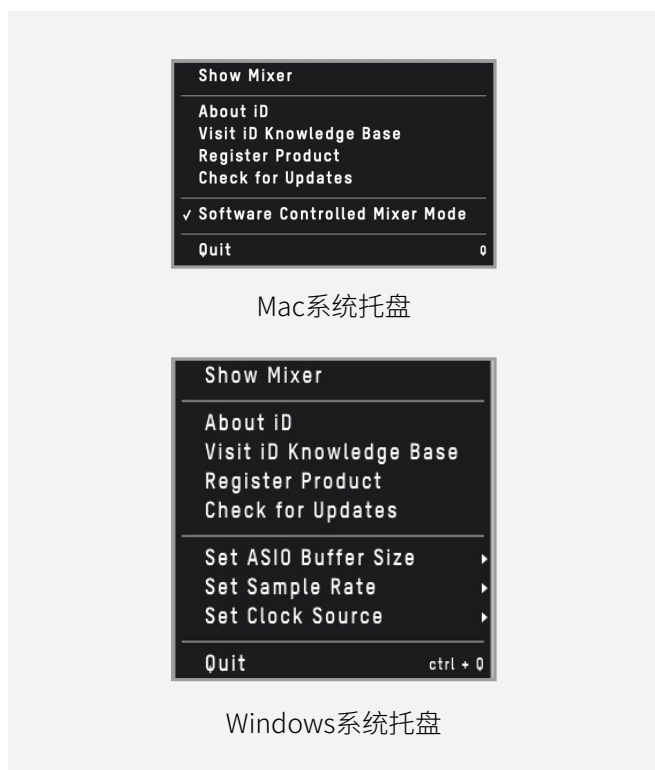 Show Mixer
About iD
Visit iD Knowledge Base
Register Product
Check for Updates
✓ Software Controlled Mixer Mode
Quit Q
Mac系统托盘
Show Mixer
About iD
Visit iD Knowledge Base
Register Product
Check for Updates
Set ASIO Buffer Size
Set Sample Rate
Set Clock Source
Quit ctrl + Q
Windows系统托盘